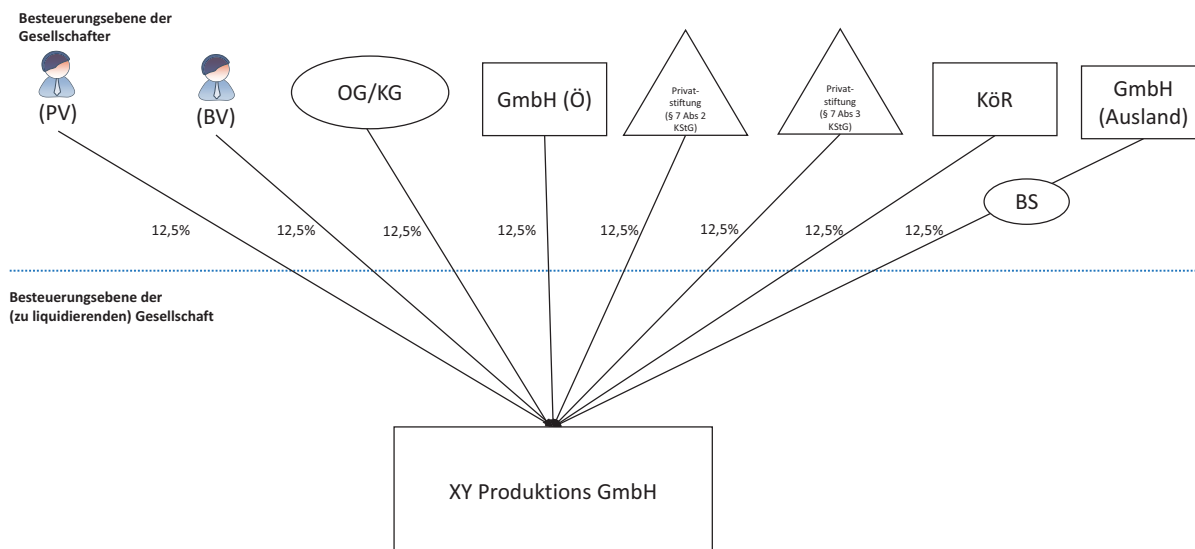 Besteuerungsebene der
Gesellschafter
(PV)
(BV)
OG/KG
GmbH (Ö)
Privat-
stiftung
(§ 7 Abs 2
KStG)
Privat-
stiftung
(§ 7 Abs 3
KStG)
KöR
GmbH
(Ausland)
BS
12,5%
12,5%
12,5%
12,5%
12,5%
12,5%
12,5%
12,5%
Besteuerungsebene der
(zu liquidierenden) Gesellschaft
XY Produktions GmbH